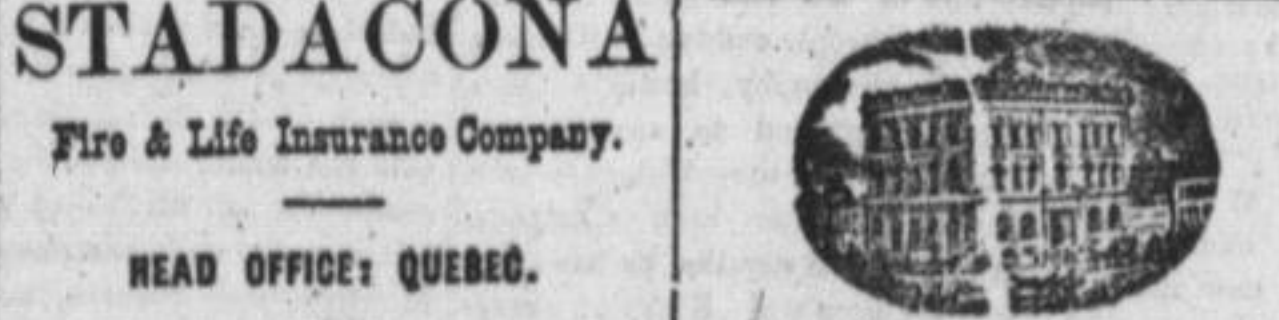 STADACONA
Fire & Life Insurance Company.
HEAD OFFICE: QUEBEC.